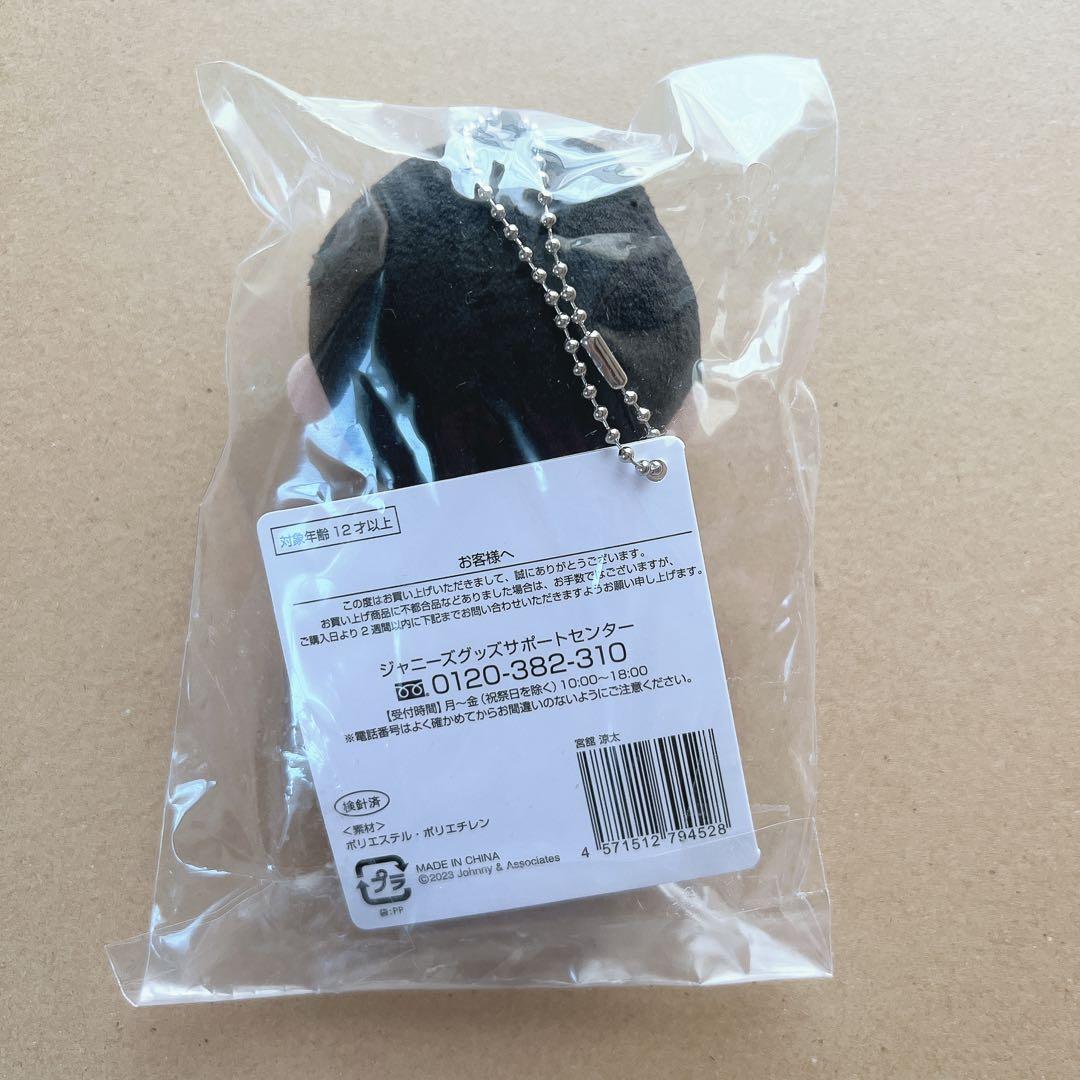 対象年齢 12才以上
お客様へ
この度はお買い上げいただきまして、誠にありがとうございます。
お買い上げ商品に不都合品などありました場合は、お手数でございますが、
ご購入日より2週間以内に下記までお問い合わせいただきますようお願い申し上げます。
ジャニーズグッズサポートセンター
0120-382-310
【受付時間】月〜金(祝祭日を除く)10:00〜18:00
※電話番号はよく確かめてからお間違いのないようにご注意ください。
宮舘 涼太
4 571512 794528
検針済
<素材>
ポリエステル・ポリエチレン
プラ
袋:PP
MADE IN CHINA
©2023 Johnny & Associates